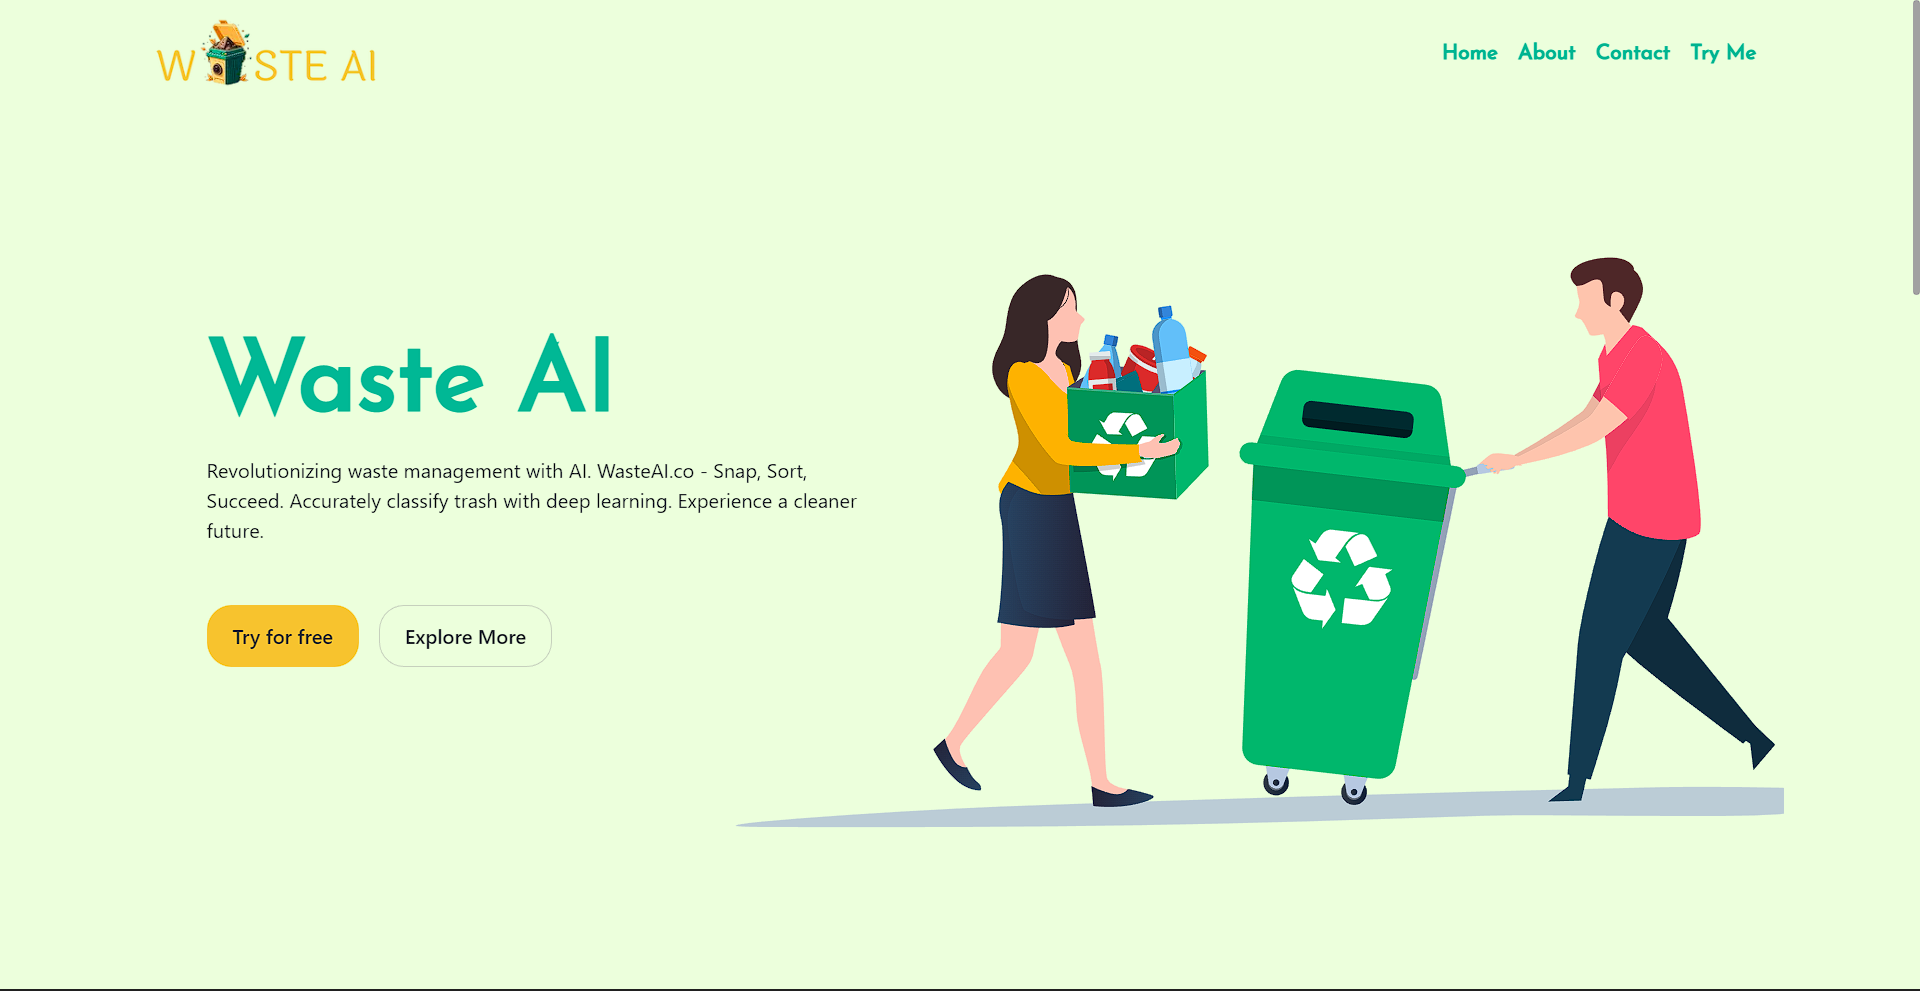 W STE AI
Home About Contact Try Me
Waste AI
Revolutionizing waste management with AI. WasteAI.co - Snap, Sort,
Succeed. Accurately classify trash with deep learning. Experience a cleaner
future.
Try for free Explore More